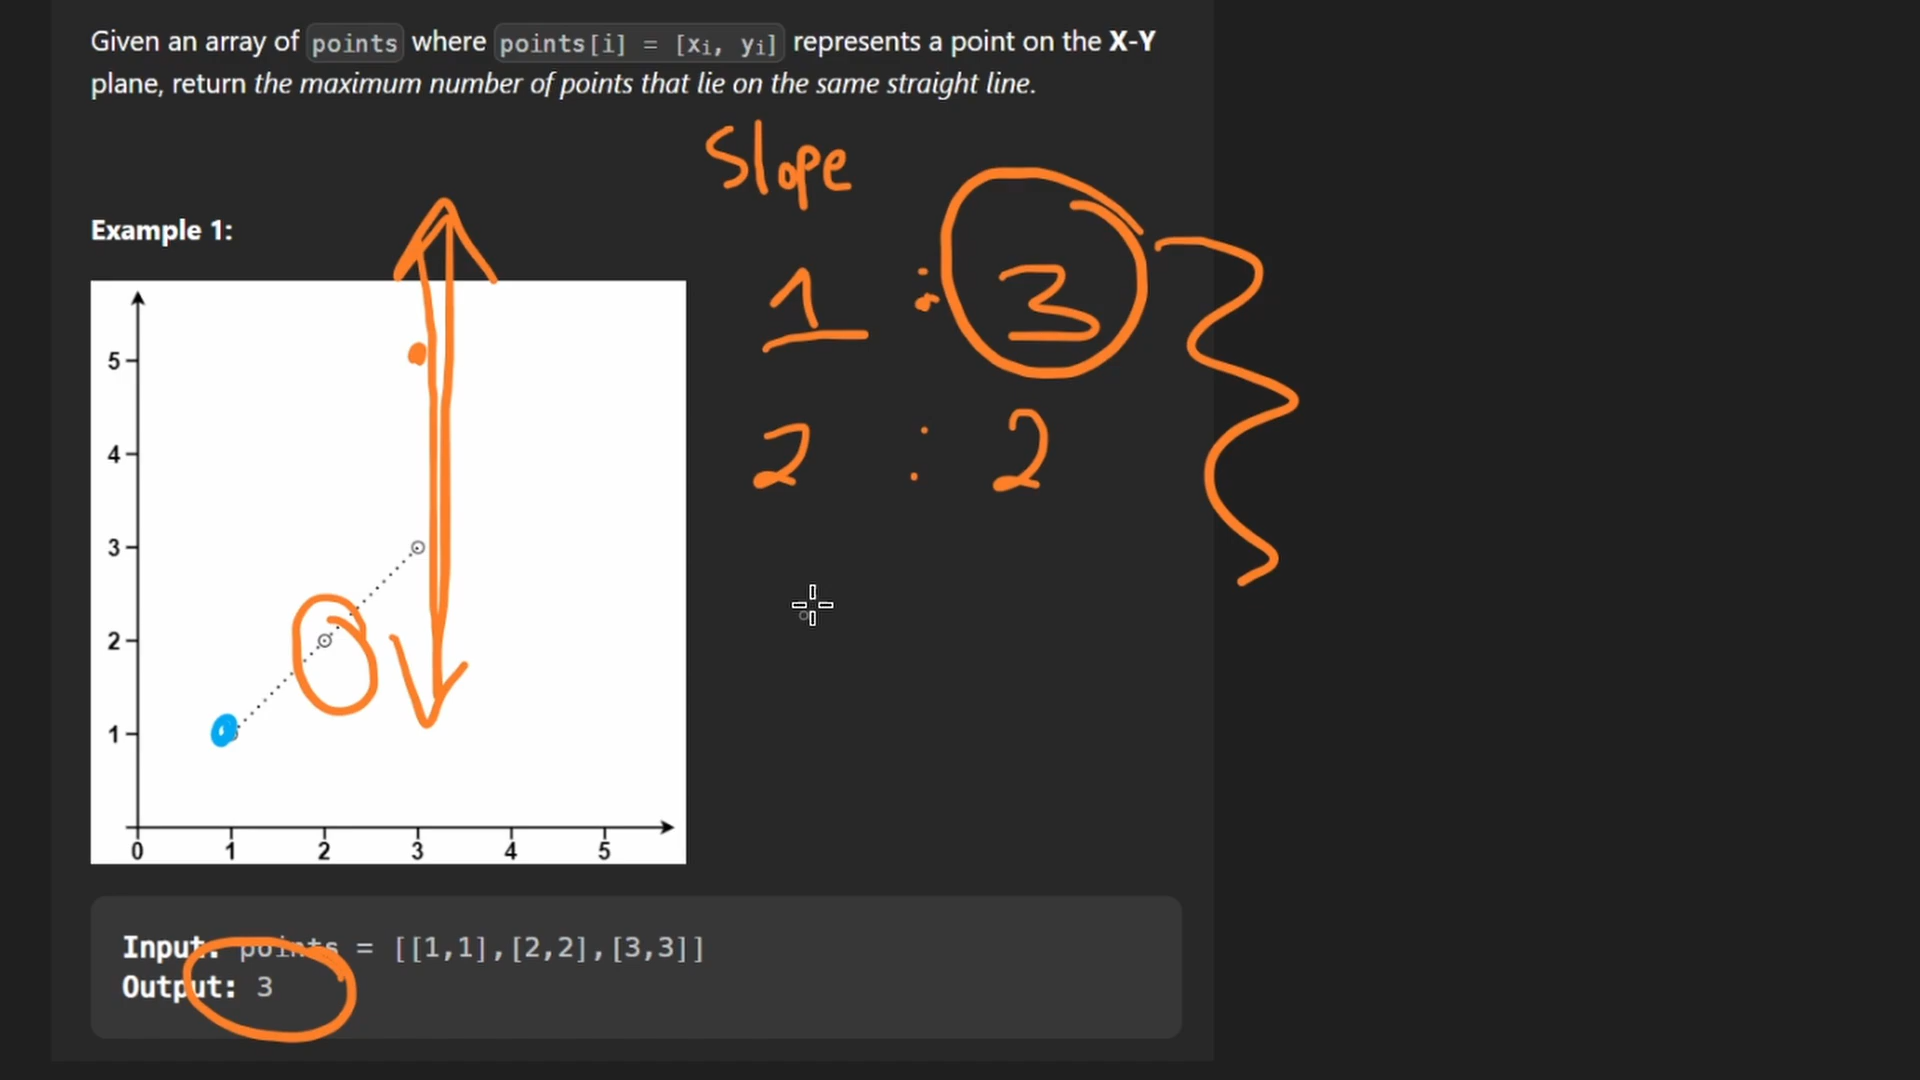 Given an array of points where points[i] = [xi, yi] represents a point on the X-Y
plane, return the maximum number of points that lie on the same straight line.
Slope
Example 1:
1 : 3
2 : 2
5
4
3
2
1
0 1 2 3 4 5
Input: points = [[1,1],[2,2],[3,3]]
Output: 3